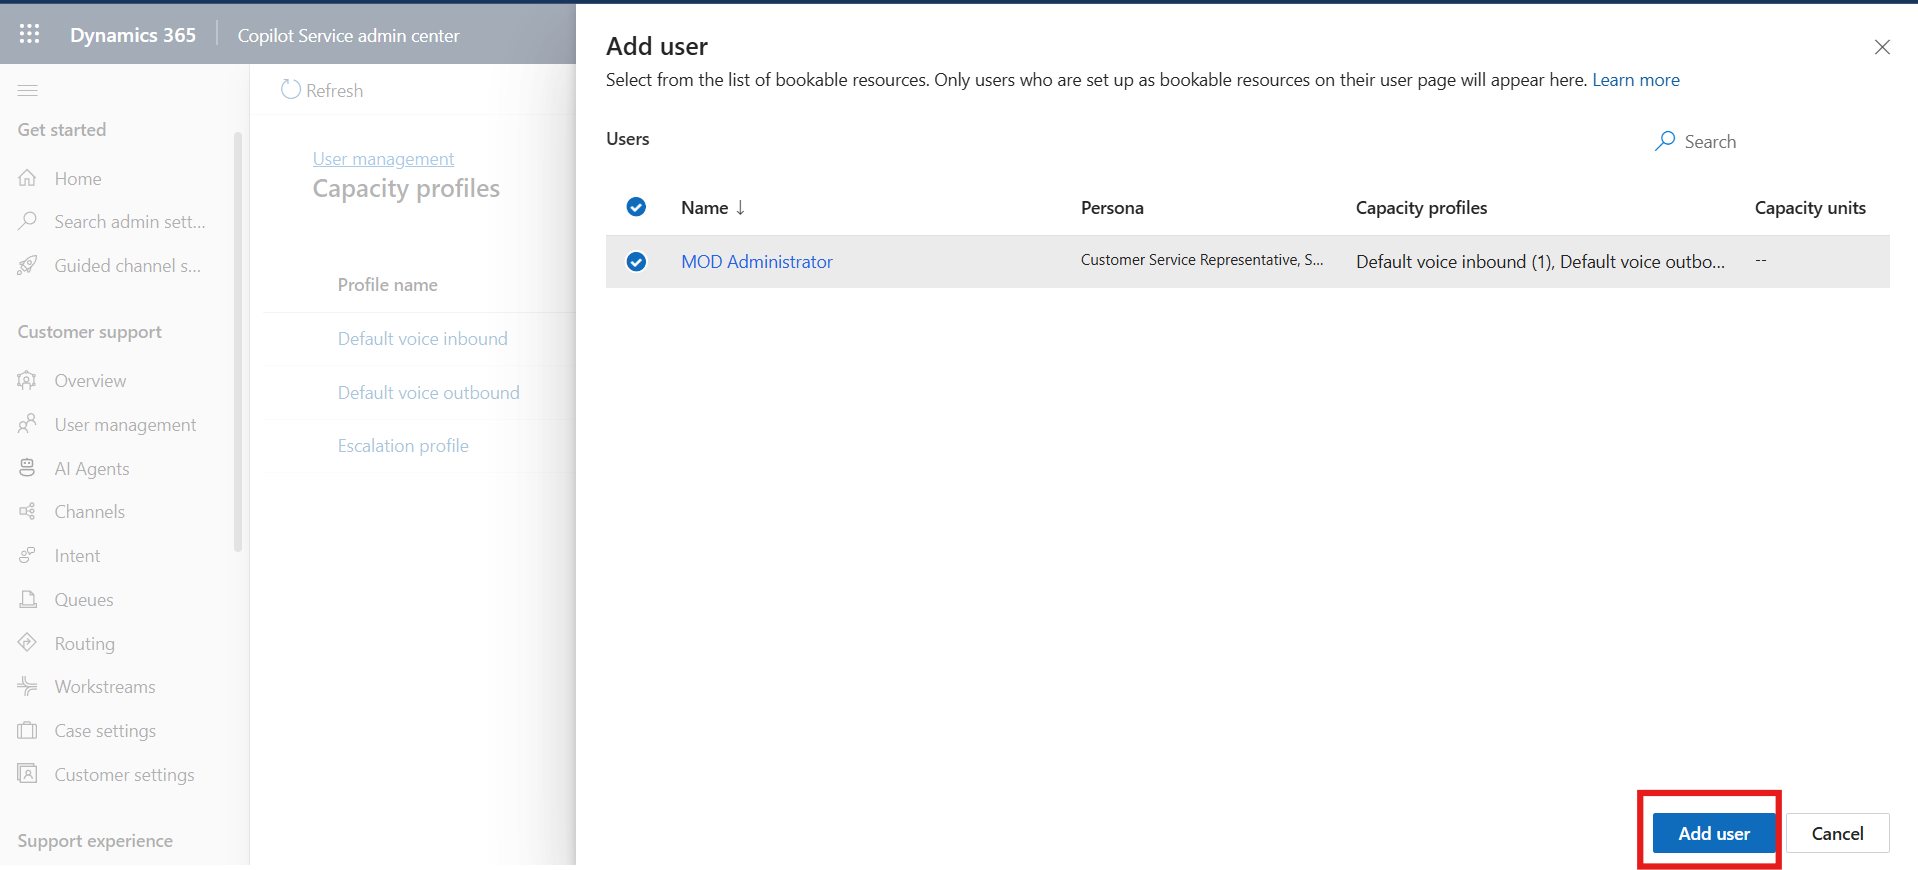 Dynamics 365
Copilot Service admin center
Get started
Home
Search admin sett...
Guided channel s...
Customer support
Overview
User management
AI Agents
Channels
Intent
Queues
Routing
Workstreams
Case settings
Customer settings
Support experience
Refresh
User management
Capacity profiles
Profile name
Default voice inbound
Default voice outbound
Escalation profile
Add user
Select from the list of bookable resources. Only users who are set up as bookable resources on their user page will appear here. Learn more
Users
Search
Name ↓ Persona Capacity profiles Capacity units
MOD Administrator Customer Service Representative, S... Default voice inbound (1), Default voice outbo... --
Add user Cancel